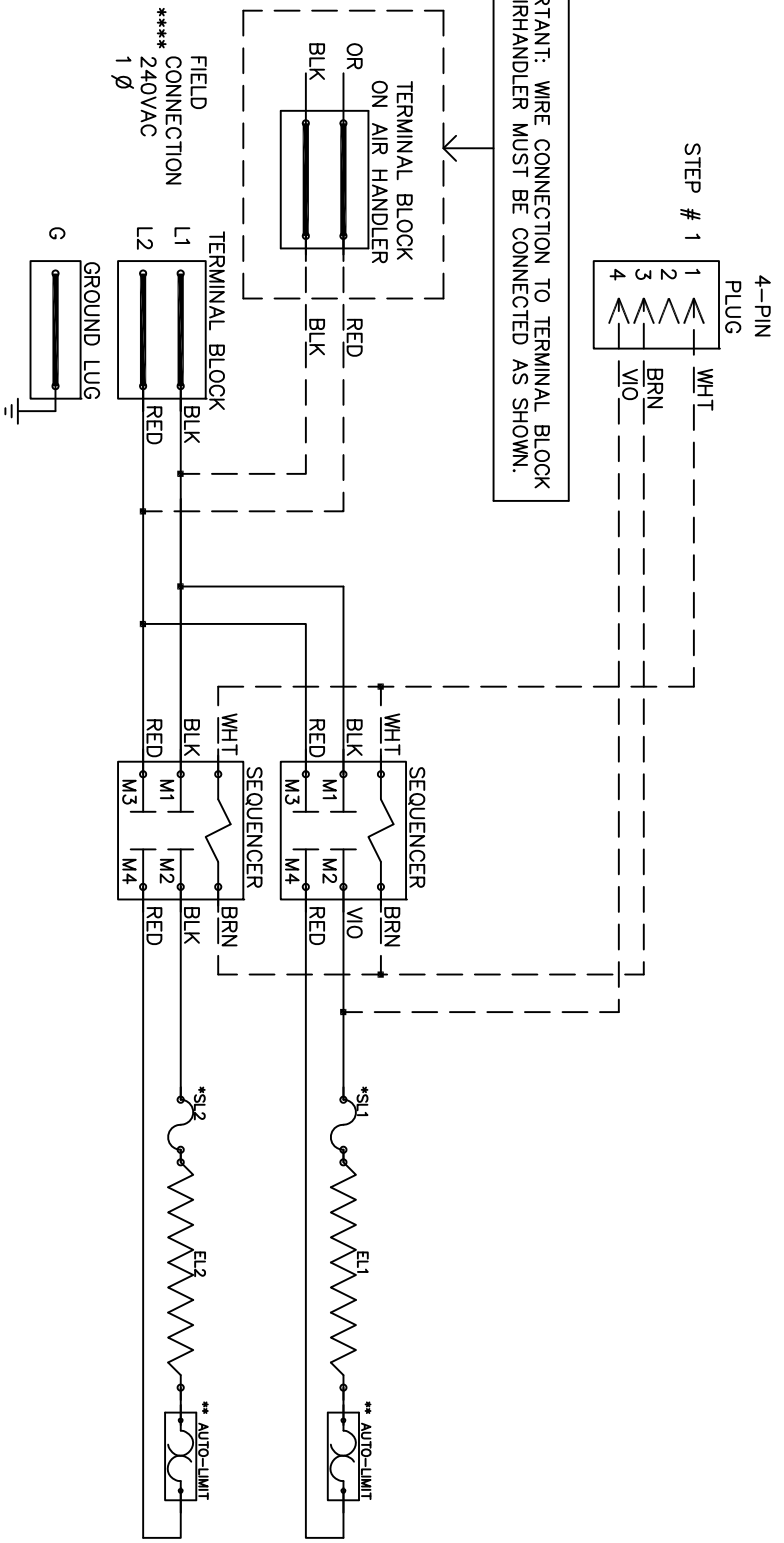 RTANT: WIRE CONNECTION TO TERMINAL BLOCK
IRHANDLER MUST BE CONNECTED AS SHOWN.
4-PIN
PLUG
STEP # 1
1
2
3
4
WHT
BRN
VIO
TERMINAL BLOCK
ON AIR HANDLER
OR
BLK
RED
BLK
FIELD
CONNECTION
**** 240VAC
1 Ø
TERMINAL BLOCK
L1
L2
BLK
RED
GROUND LUG
G
SEQUENCER
WHT
BRN
BLK
M1
M2
VIO
RED
M3
M4
RED
SEQUENCER
WHT
BRN
BLK
M1
M2
BLK
RED
M3
M4
RED
*SL1
EL1
** AUTO-LIMIT
*SL2
EL2
** AUTO-LIMIT